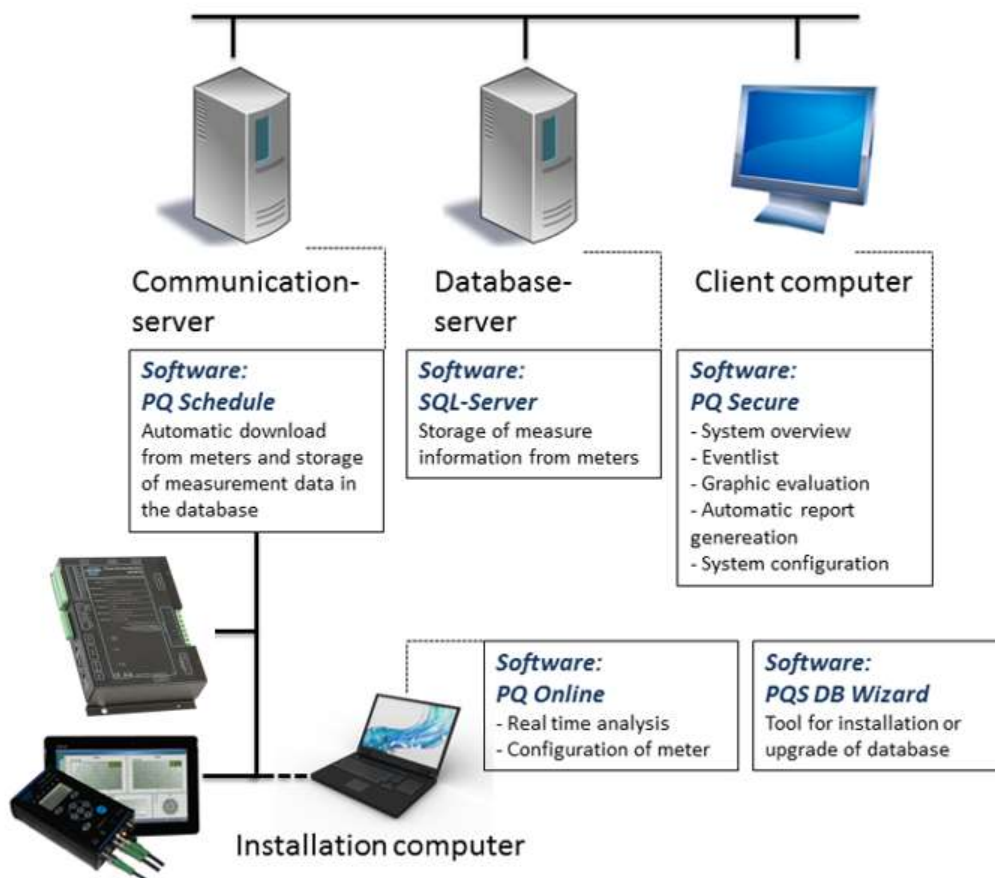 Communication-
server
Database-
server
Client computer
Software:
PQ Schedule
Automatic download
from meters and storage
of measurement data in
the database
Software:
SQL-Server
Storage of measure
information from meters
Software:
PQ Secure
- System overview
- Eventlist
- Graphic evaluation
- Automatic report
genereation
- System configuration
Software:
PQ Online
- Real time analysis
- Configuration of meter
Software:
PQS DB Wizard
Tool for installation or
upgrade of database
Installation computer